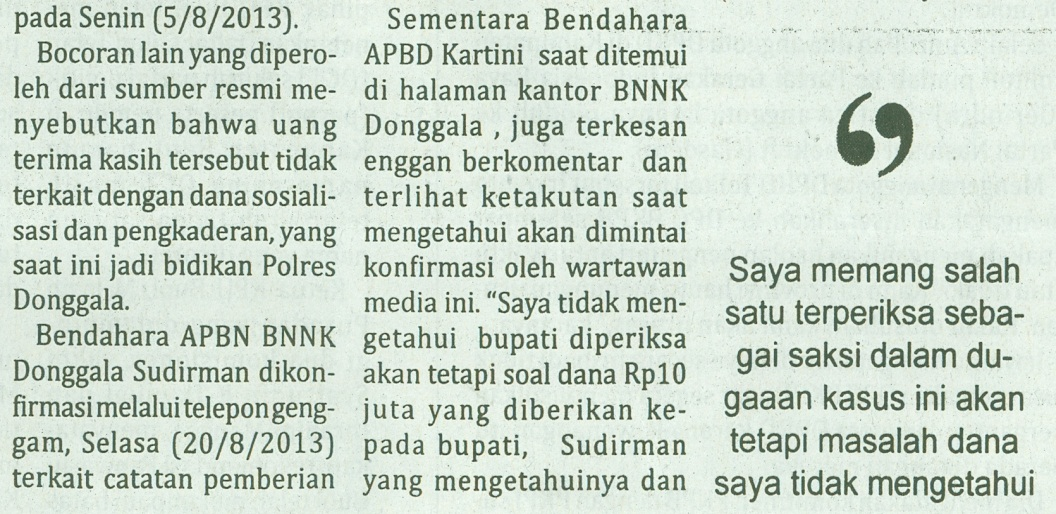 pada Senin (5/8/2013).
Bocoran lain yang dipero-
leh dari sumber resmi me-
nyebutkan bahwa uang
terima kasih tersebut tidak
terkait dengan dana sosiali-
sasi dan pengkaderan, yang
saat ini jadi bidikan Polres
Donggala.
Bendahara APBN BNNK
Donggala Sudirman dikon-
firmasi melalui telepon geng-
gam, Selasa (20/8/2013)
terkait catatan pemberian
Sementara Bendahara
APBD Kartini saat ditemui
di halaman kantor BNNK
Donggala , juga terkesan
enggan berkomentar dan
terlihat ketakutan saat
mengetahui akan dimintai
konfirmasi oleh wartawan
media ini. “Saya tidak men-
getahui bupati diperiksa
akan tetapi soal dana Rp10
juta yang diberikan ke-
pada bupati, Sudirman
yang mengetahuinya dan
Saya memang salah
satu terperiksa seba-
gai saksi dalam du-
gaaan kasus ini akan
tetapi masalah dana
saya tidak mengetahui